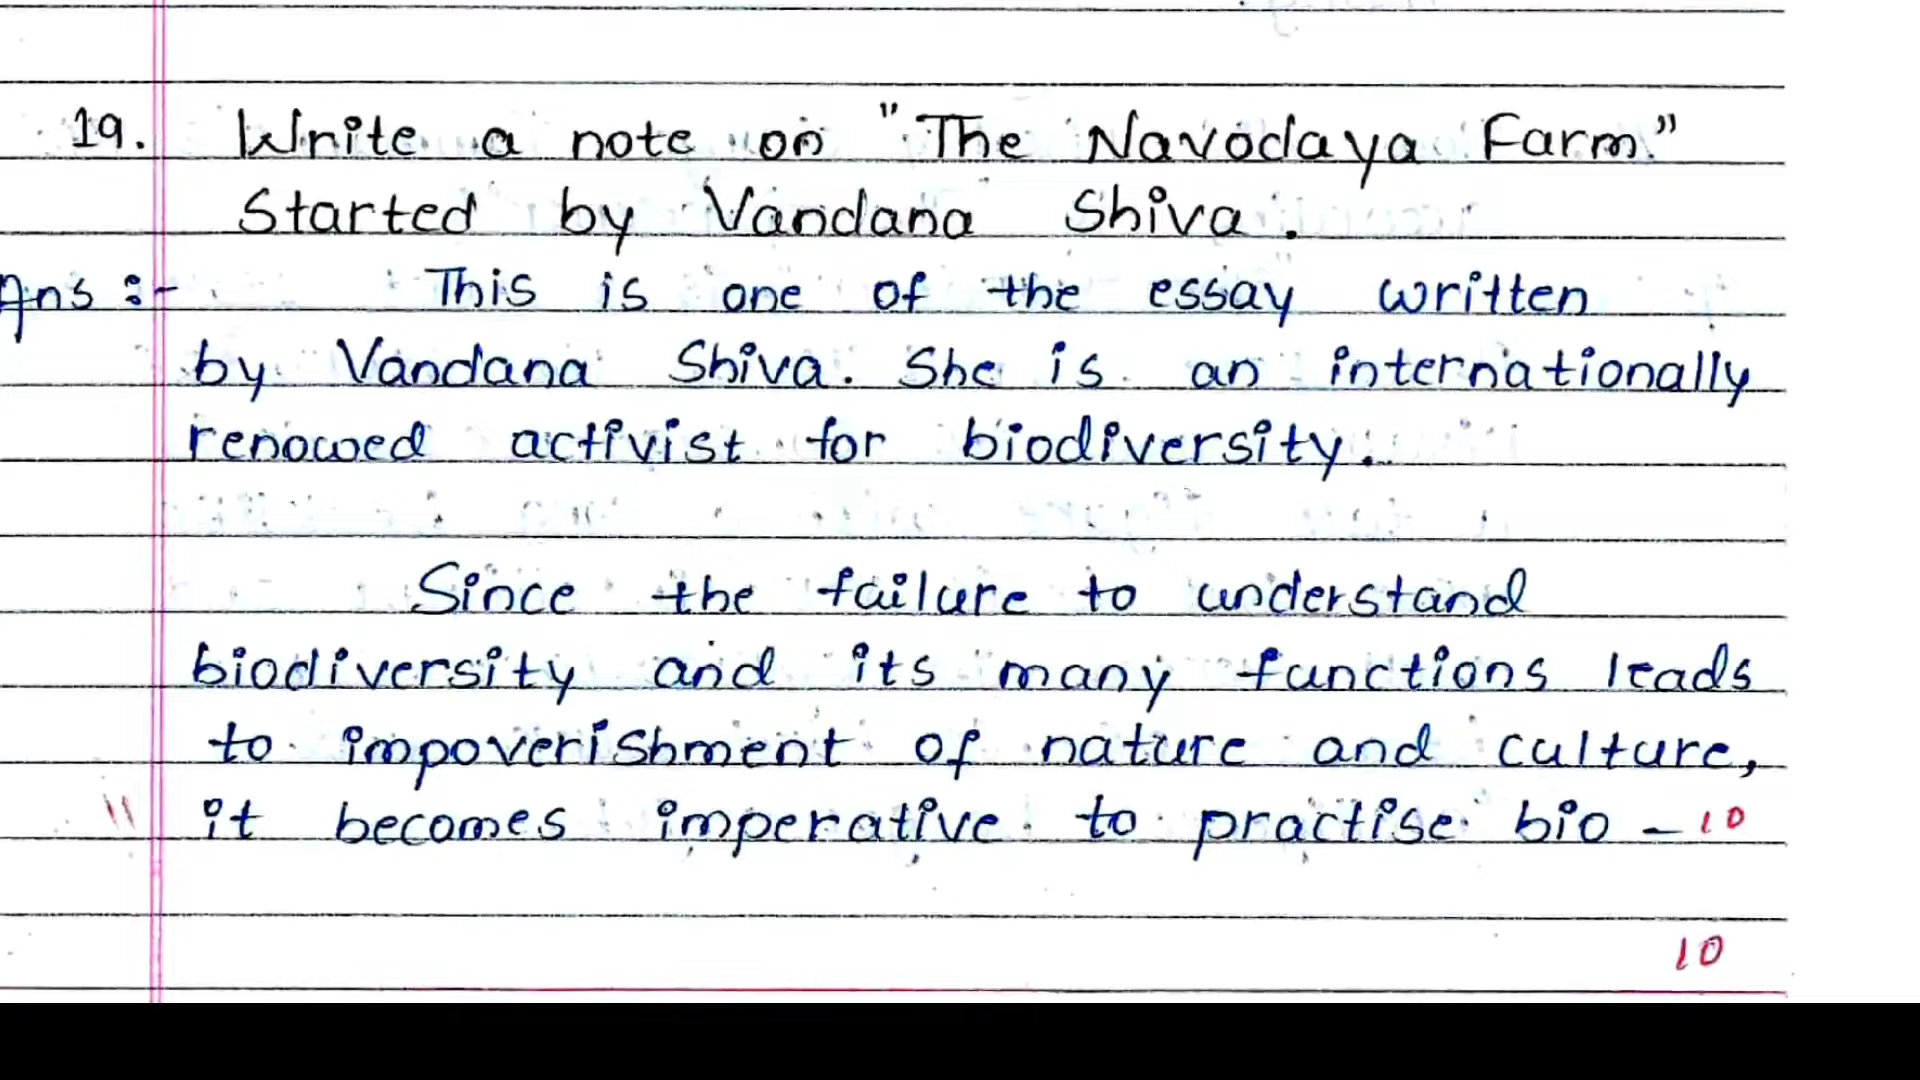 19. Write a note on "The Navodaya Farm"
Started by Vandana Shiva.
Ans :- This is one of the essay written
by Vandana Shiva. She is an internationally
renowed activist for biodiversity.
Since the failure to understand
biodiversity and its many functions leads
to impoverishment of nature and culture,
it becomes imperative to practise bio - 10
10